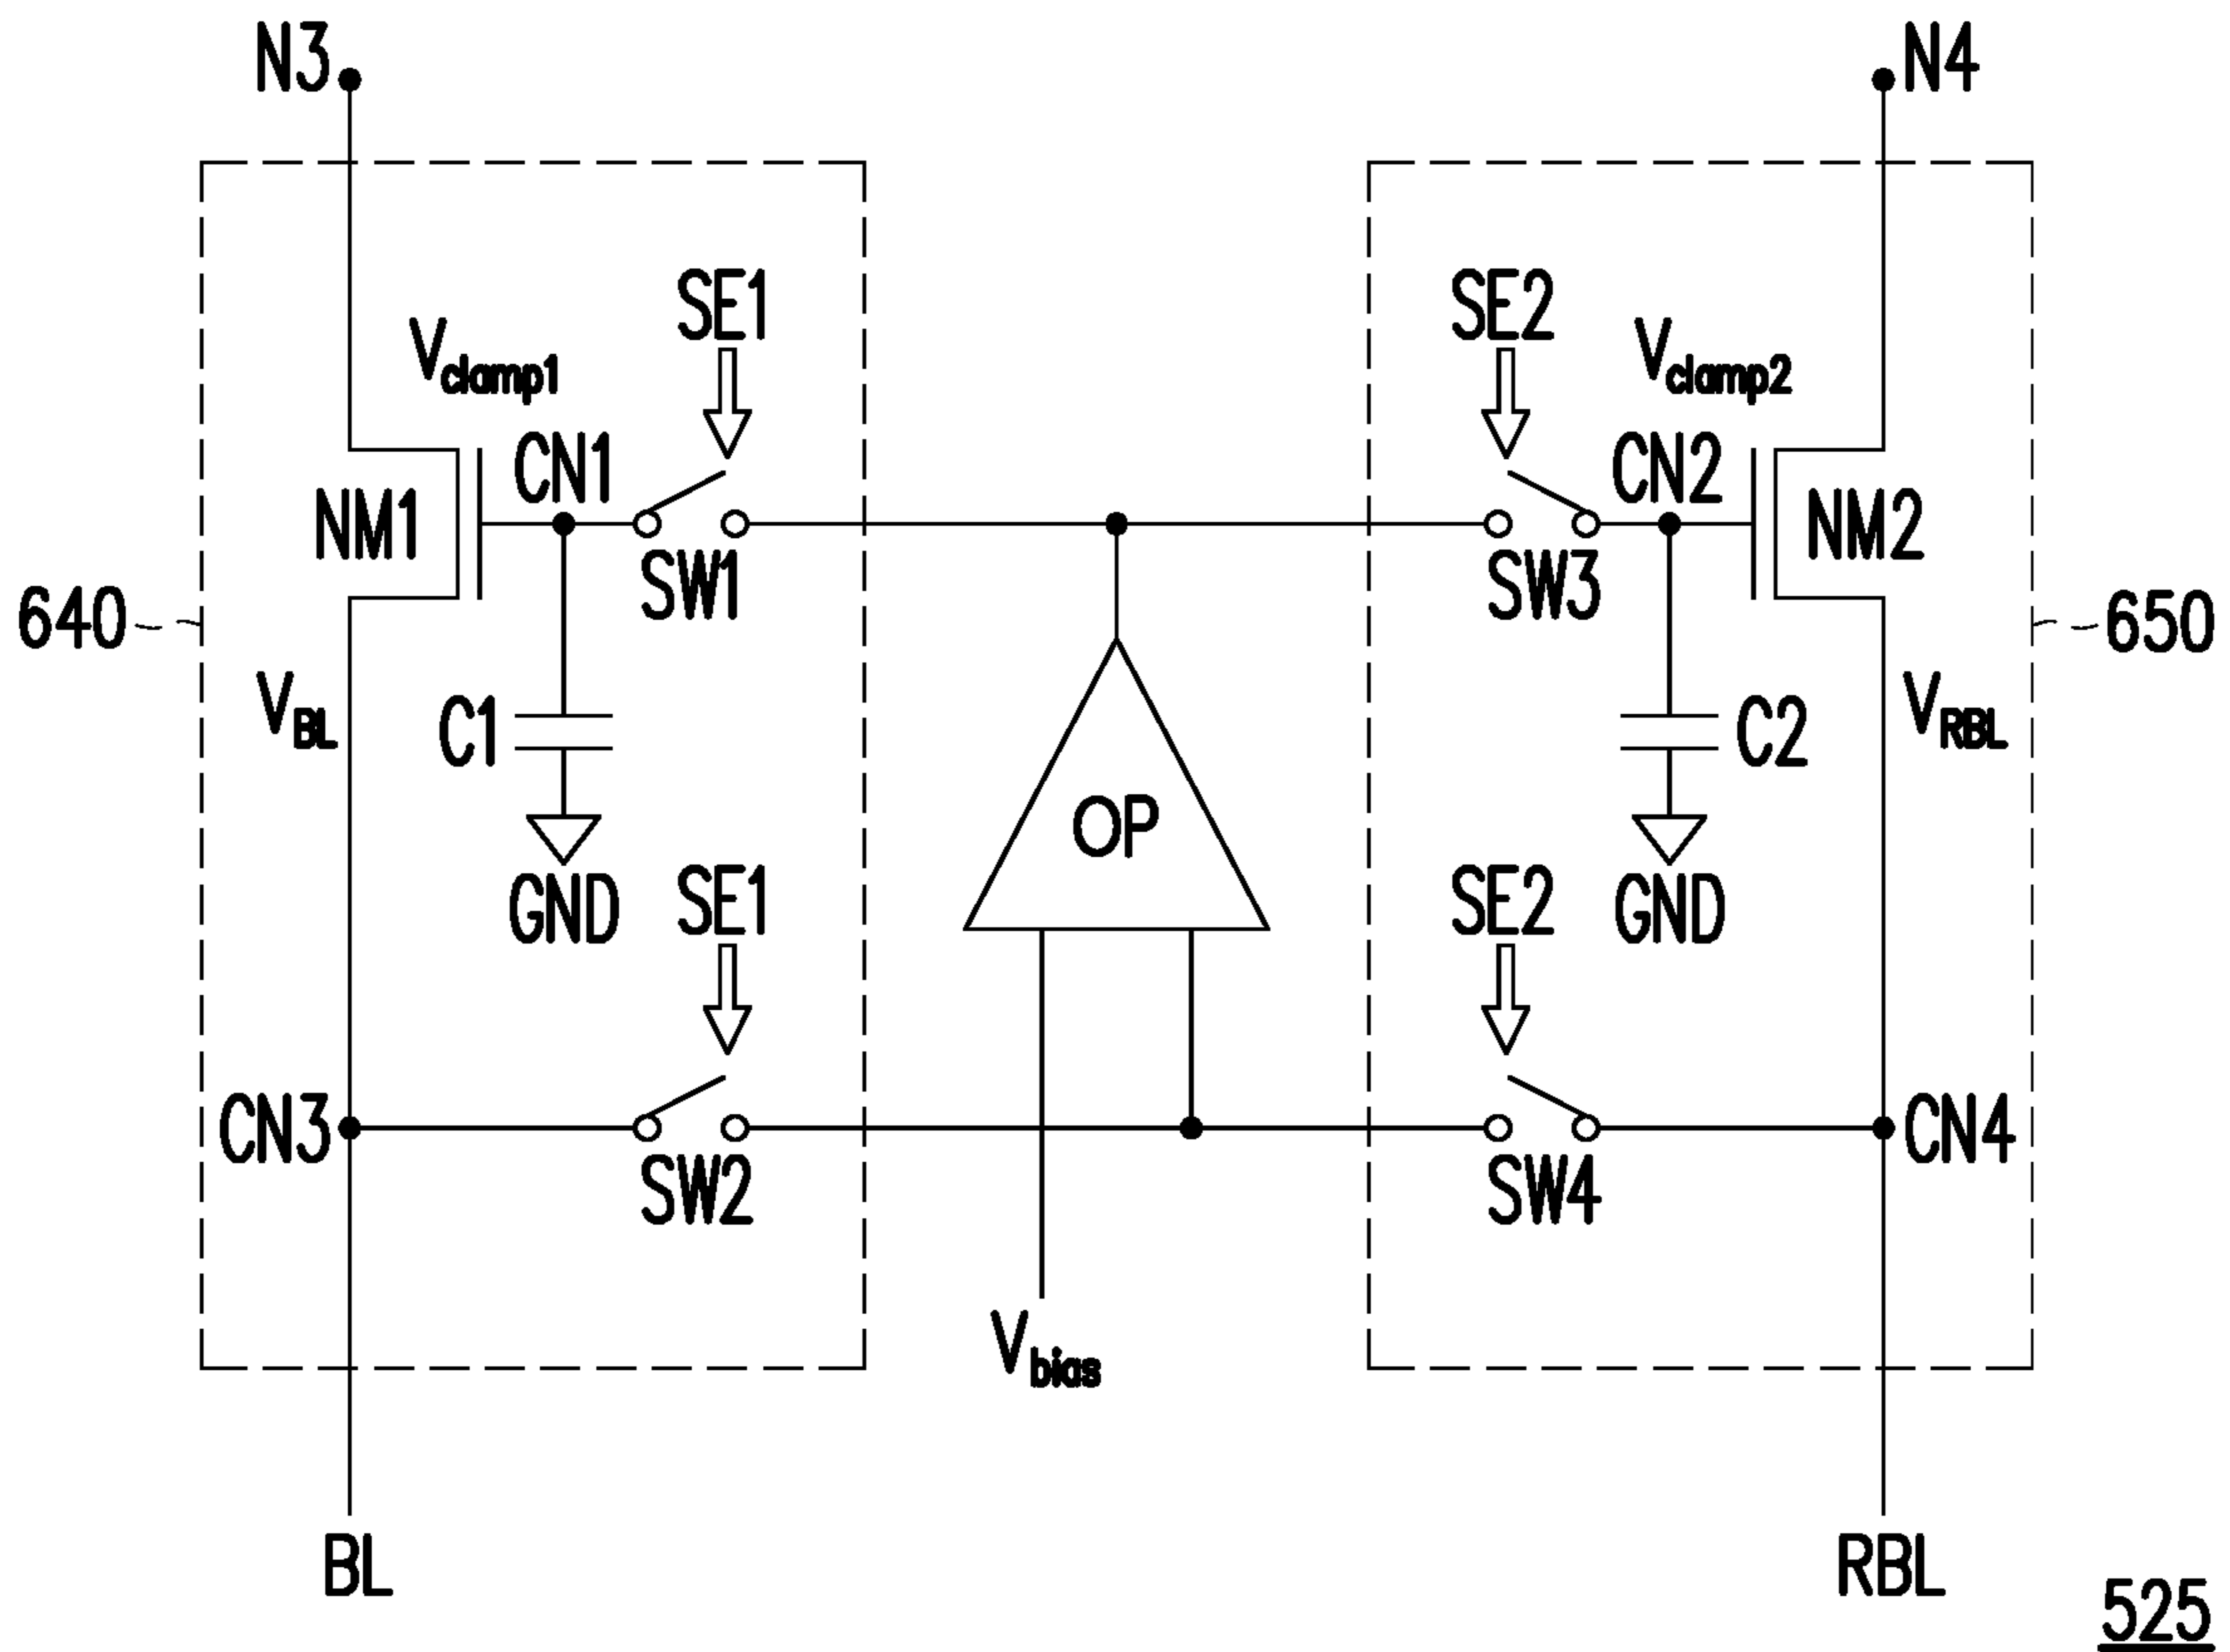 N3
N4
SE1
SE2
Vclamp1
Vclamp2
CN1
CN2
NM1
NM2
SW1
SW3
640
650
VBL
C1
C2
VRBL
OP
GND
SE1
SE2
GND
CN3
CN4
SW2
SW4
Vbias
BL
RBL
525